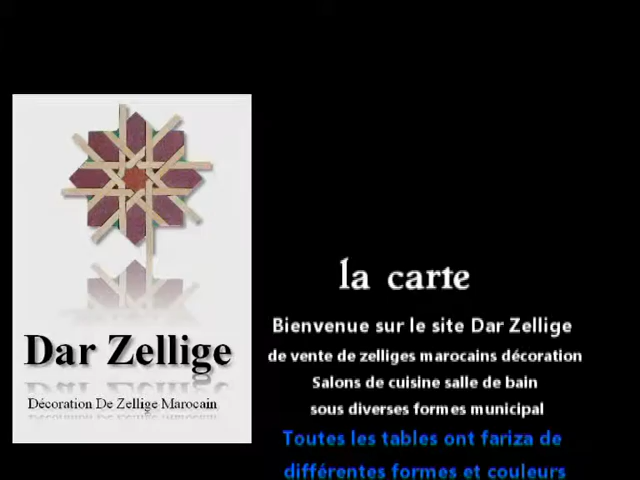 Dar Zellige
Décoration De Zellige Marocain
la carte
Bienvenue sur le site Dar Zellige
de vente de zelliges marocains décoration
Salons de cuisine salle de bain
sous diverses formes municipal
Toutes les tables ont fariza de
différentes formes et couleurs